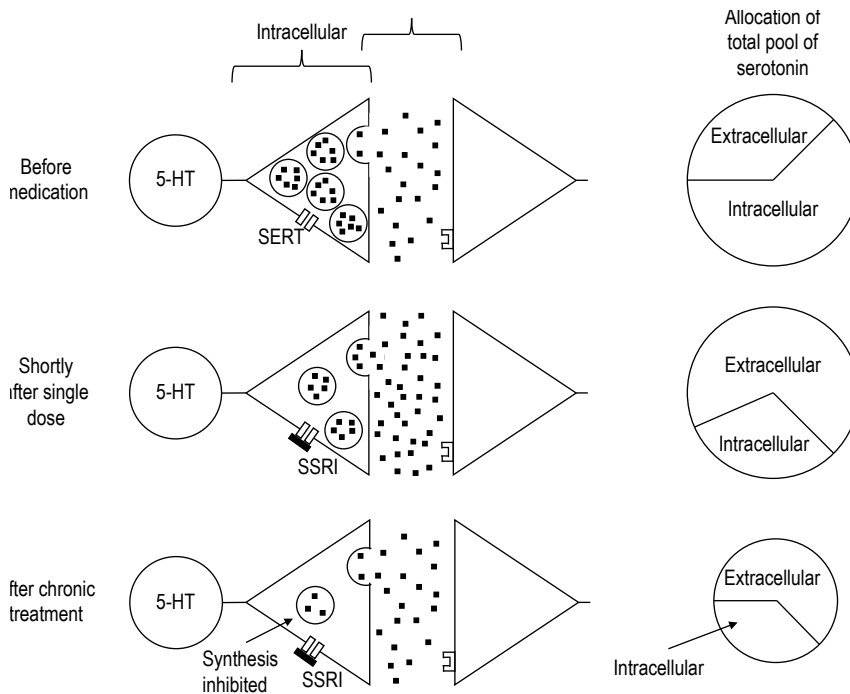 Intracellular
Allocation of
total pool of
serotonin
Before
medication
5-HT
SERT
Extracellular
Intracellular
Shortly
after single
dose
5-HT
SSRI
Extracellular
Intracellular
After chronic
treatment
5-HT
Synthesis
inhibited
SSRI
Extracellular
Intracellular